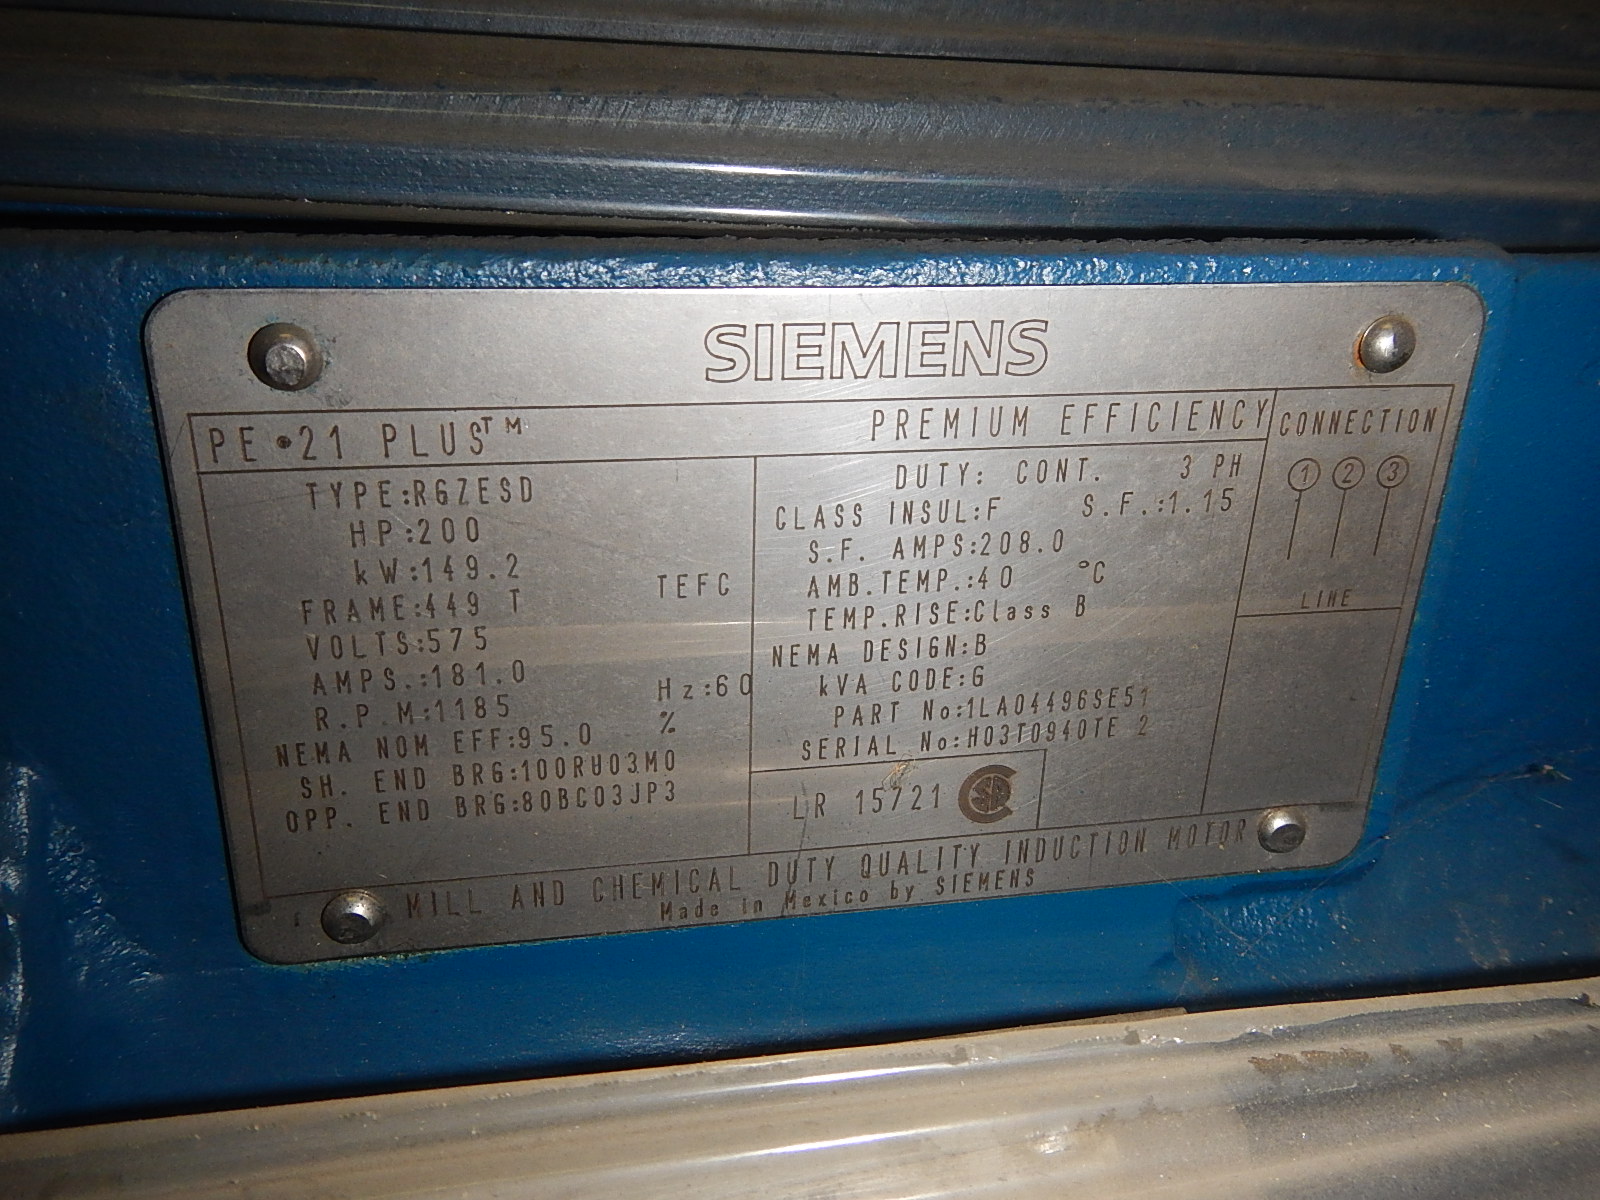 SIEMENS
PE•21 PLUS™ PREMIUM EFFICIENCY
TYPE:RGZESD
HP:200
kW:149.2 TEFC
FRAME:449 T
VOLTS:575
AMPS.:181.0 Hz:60
R.P.M:1185
NEMA NOM EFF:95.0 %
SH. END BRG:100RU03M0
OPP. END BRG:80BC03JP3
DUTY: CONT. 3 PH
CLASS INSUL:F S.F.:1.15
S.F. AMPS:208.0
AMB.TEMP.:40 °C
TEMP.RISE:Class B
NEMA DESIGN:B
kVA CODE:G
PART No:1LA04496SE51
SERIAL No:H03T0940TE 2
LR 15721
CONNECTION
1 2 3
LINE
MILL AND CHEMICAL DUTY QUALITY INDUCTION MOTOR
Made in Mexico by SIEMENS